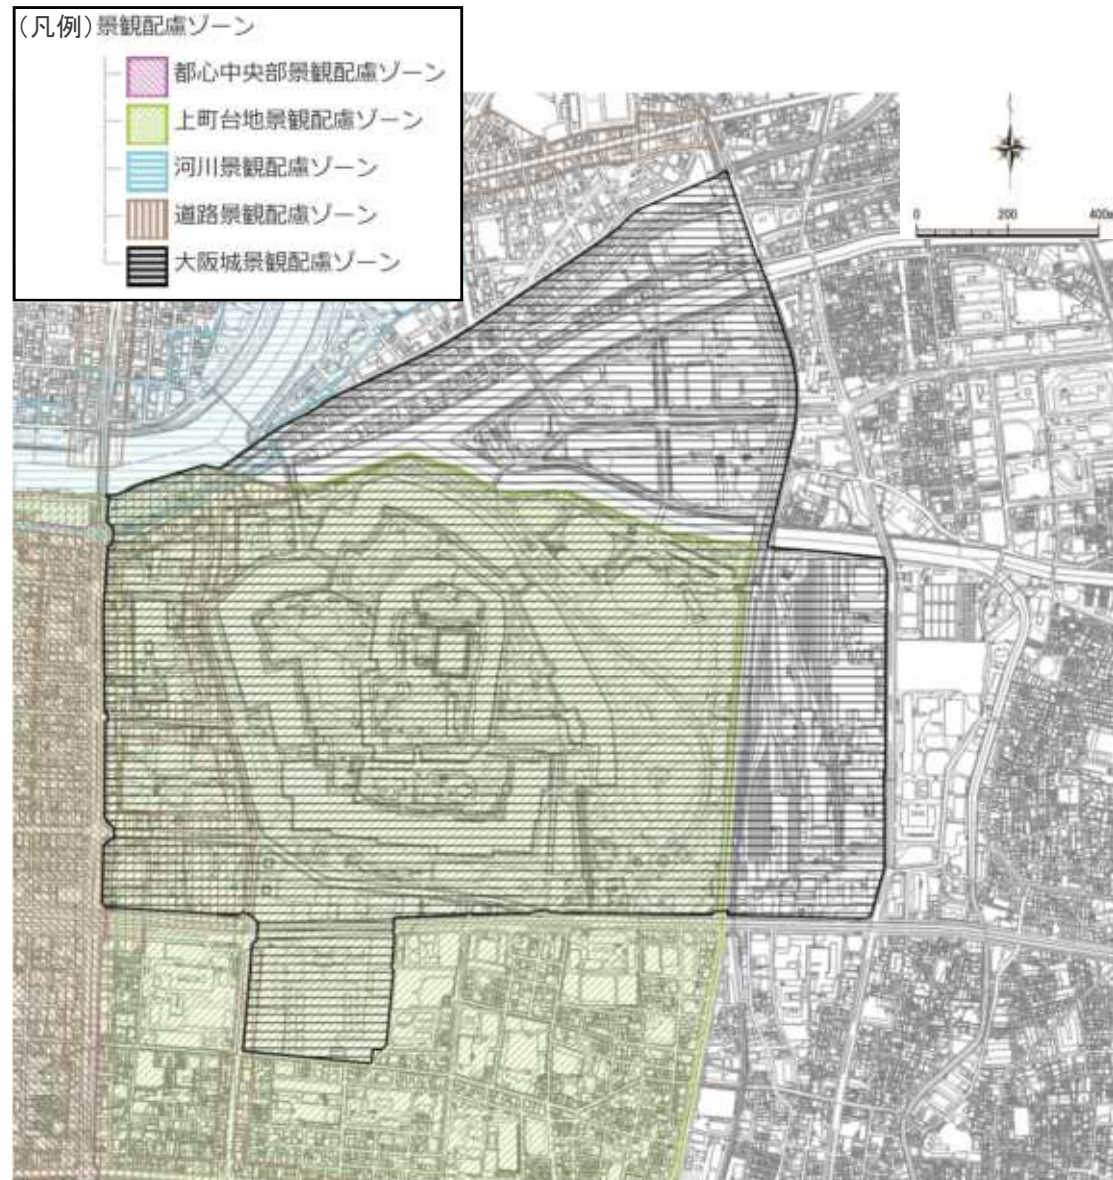 (凡例)景観配慮ゾーン
都心中央部景観配慮ゾーン
上町台地景観配慮ゾーン
河川景観配慮ゾーン
道路景観配慮ゾーン
大阪城景観配慮ゾーン
0 200 400m